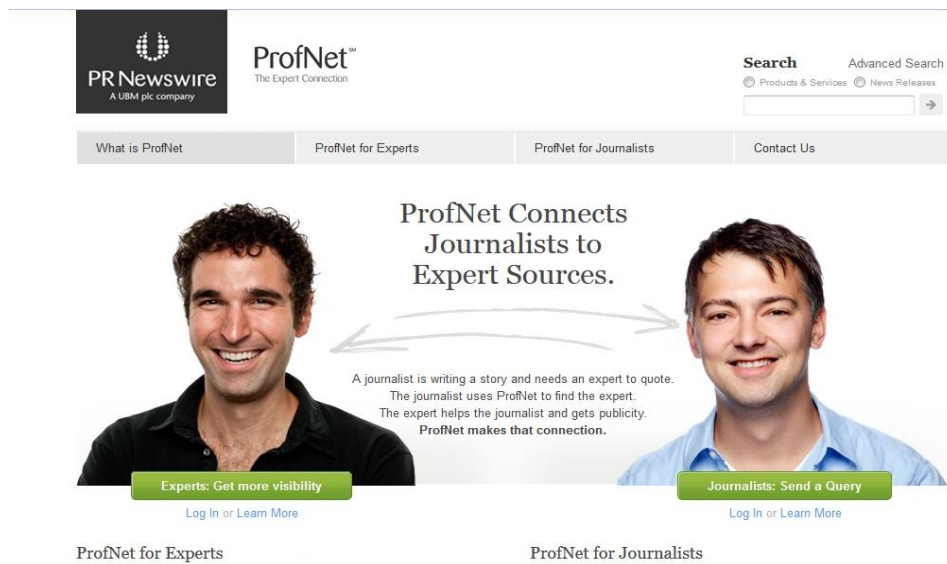 PR Newswire
A UBM plc company
ProfNet℠
The Expert Connection
Search
Advanced Search
Products & Services
News Releases
What is ProfNet
ProfNet for Experts
ProfNet for Journalists
Contact Us
ProfNet Connects
Journalists to
Expert Sources.
A journalist is writing a story and needs an expert to quote.
The journalist uses ProfNet to find the expert.
The expert helps the journalist and gets publicity.
ProfNet makes that connection.
Experts: Get more visibility
Log In or Learn More
Journalists: Send a Query
Log In or Learn More
ProfNet for Experts
ProfNet for Journalists